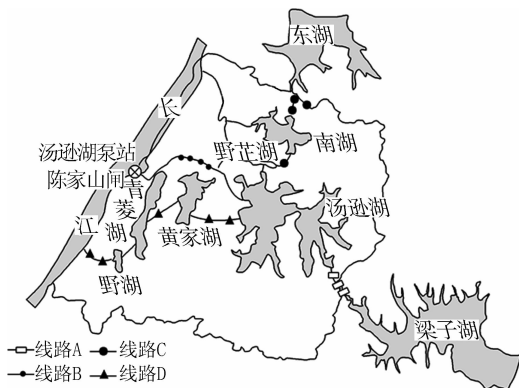 东湖
长
江
汤逊湖泵站
陈家山闸
野芷湖
南湖
青菱湖
黄家湖
汤逊湖
野湖
梁子湖
线路A
线路C
线路B
线路D